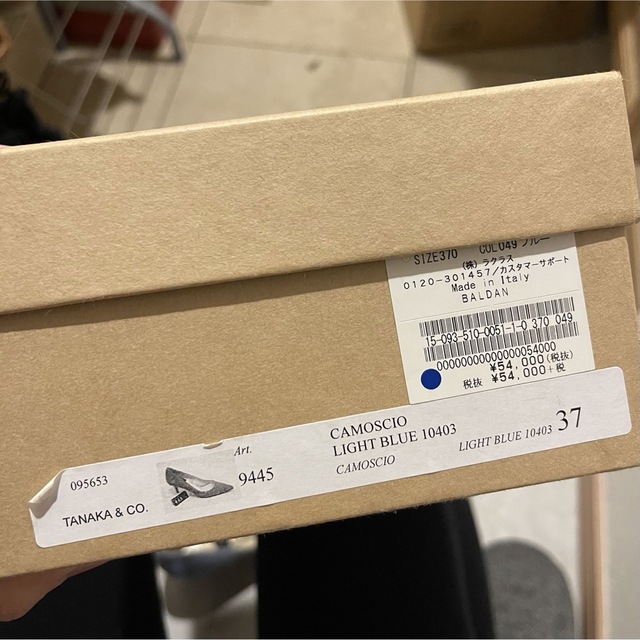 SIZE370 COL049 ブルー
(株) ラクラス
0120-301457/カスタマーサポート
Made in Italy
BALDAN
15-093-510-0051-1-0 370 049
0000000000000000054000
¥54,000(税抜)
税抜 ¥54,000+税
095653
TANAKA & CO.
Art.
9445
CAMOSCIO
LIGHT BLUE 10403
CAMOSCIO
LIGHT BLUE 10403
37